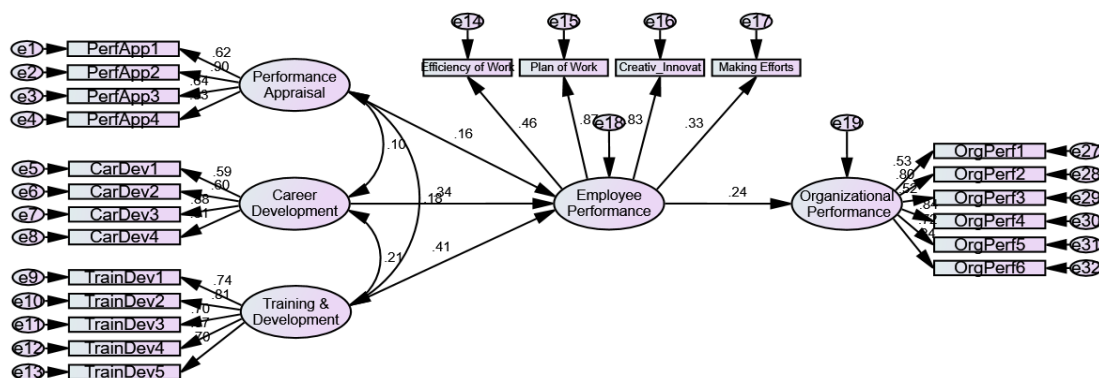 e1
PerfApp1
e2
PerfApp2
e3
PerfApp3
e4
PerfApp4
.62
.90
Performance
Appraisal
e5
CarDev1
e6
CarDev2
e7
CarDev3
e8
CarDev4
.59
Career
Development
e9
TrainDev1
e10
TrainDev2
e11
TrainDev3
e12
TrainDev4
e13
TrainDev5
.74
.81
.70
.70
Training &
Development
.10
.18
.21
.16
.34
.41
e14
e15
e16
e17
Efficiency of Work
Plan of Work
Creativ_Innovat
Making Efforts
.46
.87
.83
.33
e18
Employee
Performance
.24
e19
Organizational
Performance
.53
.80
.52
.84
.72
OrgPerf1
e27
OrgPerf2
e28
OrgPerf3
e29
OrgPerf4
e30
OrgPerf5
e31
OrgPerf6
e32